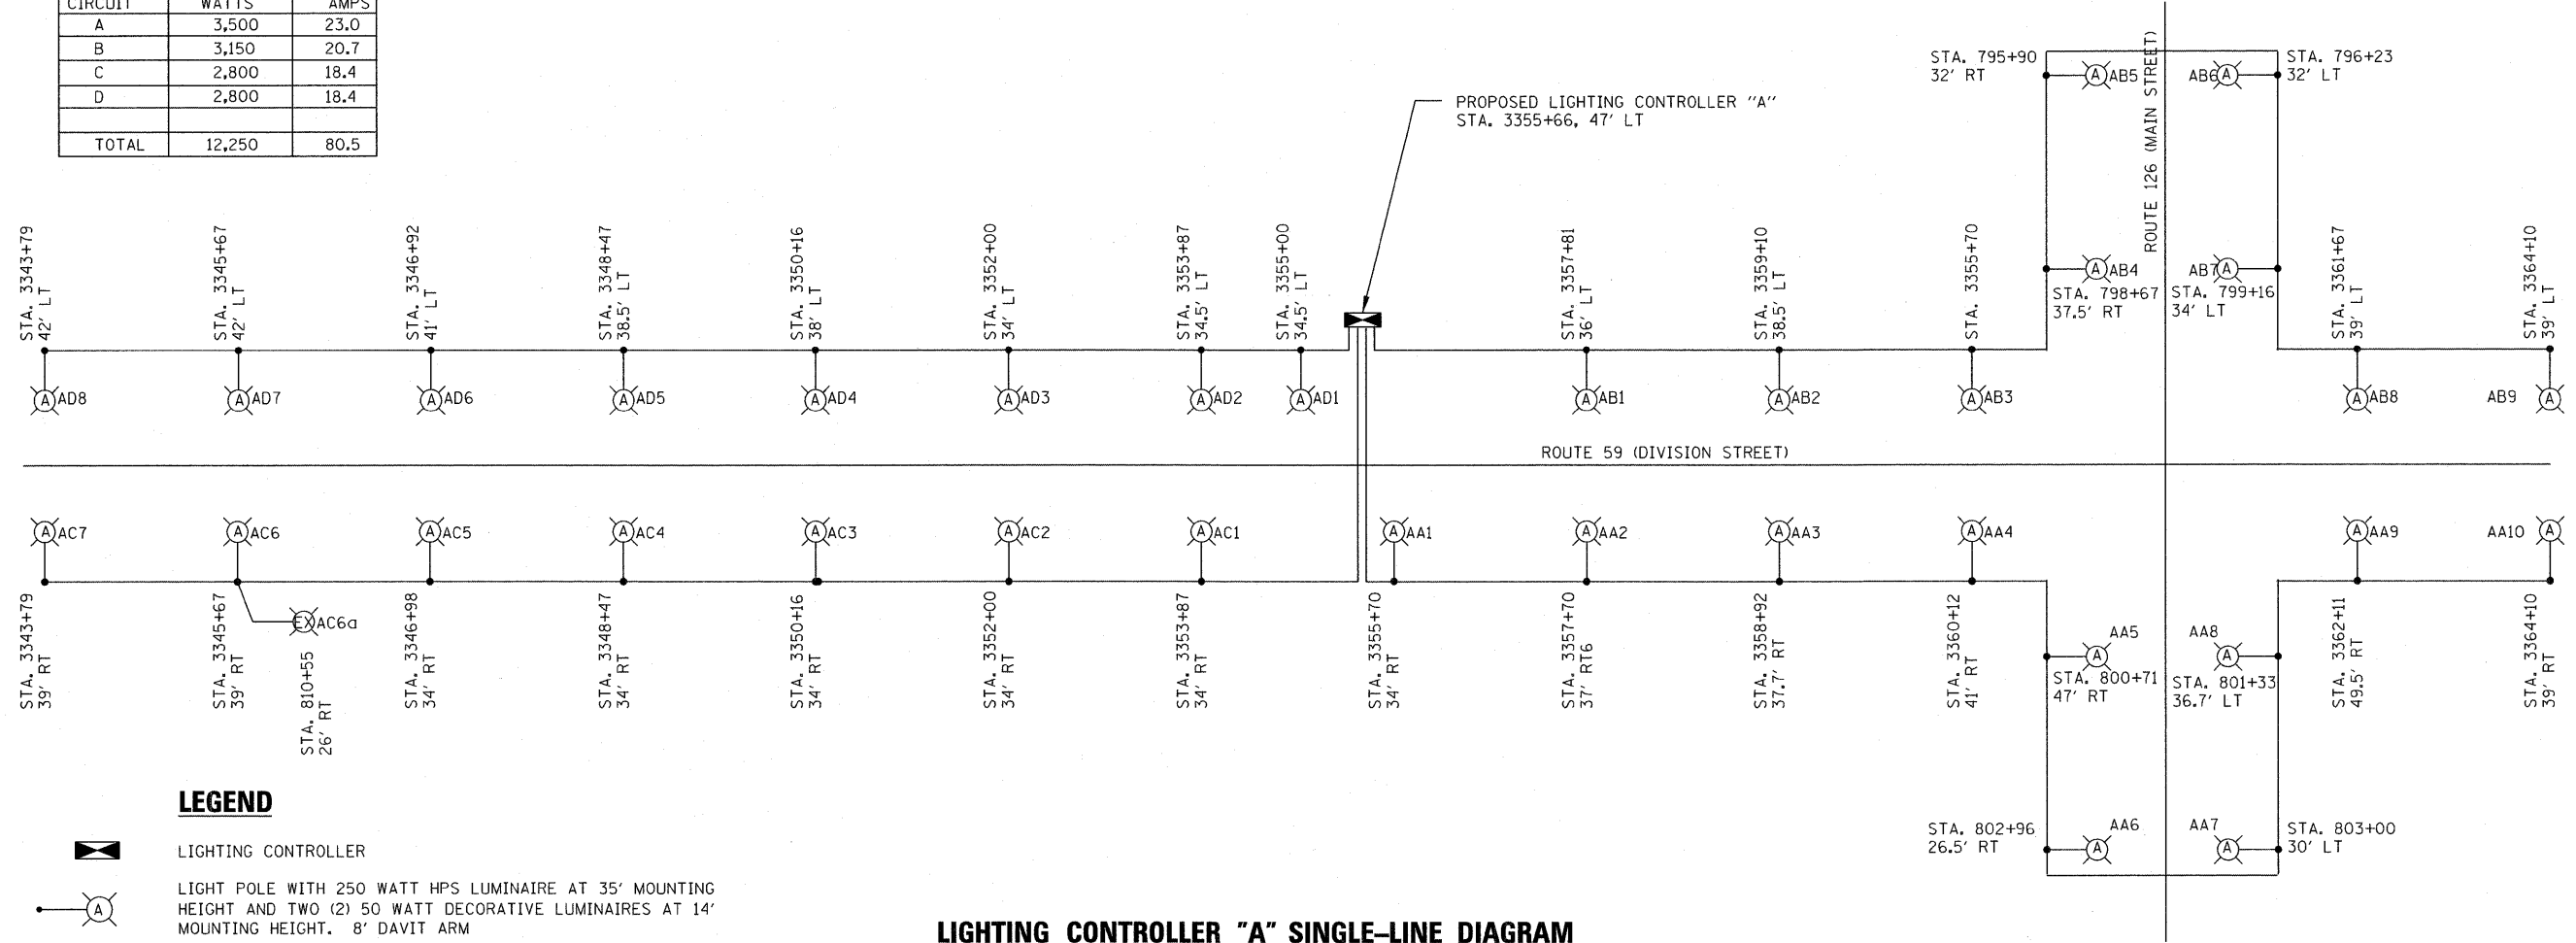 CIRCUIT WATTS AMPS
A 3,500 23.0
B 3,150 20.7
C 2,800 18.4
D 2,800 18.4
TOTAL 12,250 80.5
PROPOSED LIGHTING CONTROLLER "A"
STA. 3355+66, 47' LT
STA. 795+90
32' RT
AB5
AB6
STA. 796+23
32' LT
ROUTE 126 (MAIN STREET)
AB4
STA. 798+67
37.5' RT
AB7
STA. 799+16
34' LT
STA. 3343+79
42' LT
STA. 3345+67
42' LT
STA. 3346+92
41' LT
STA. 3348+47
38.5' LT
STA. 3350+16
38' LT
STA. 3352+00
34' LT
STA. 3353+87
34.5' LT
STA. 3355+00
34.5' LT
STA. 3357+81
36' LT
STA. 3359+10
38.5' LT
STA. 3355+70
STA. 3361+67
39' LT
STA. 3364+10
39' LT
A AD8
A AD7
A AD6
A AD5
A AD4
A AD3
A AD2
A AD1
A AB1
A AB2
A AB3
A AB8
AB9 A
ROUTE 59 (DIVISION STREET)
A AC7
A AC6
A AC5
A AC4
A AC3
A AC2
A AC1
A AA1
A AA2
A AA3
A AA4
A AA9
AA10 A
STA. 3343+79
39' RT
STA. 3345+67
39' RT
EX AC6a
STA. 810+55
26' RT
STA. 3346+98
34' RT
STA. 3348+47
34' RT
STA. 3350+16
34' RT
STA. 3352+00
34' RT
STA. 3353+87
34' RT
STA. 3355+70
34' RT
STA. 3357+70
37' RT6
STA. 3358+92
37.7' RT
STA. 3360+12
41' RT
AA5
A
STA. 800+71
47' RT
AA8
A
STA. 801+33
36.7' LT
STA. 3362+11
49.5' RT
STA. 3364+10
39' RT
STA. 802+96
26.5' RT
AA6
A
AA7
A
STA. 803+00
30' LT
LEGEND
LIGHTING CONTROLLER
A
LIGHT POLE WITH 250 WATT HPS LUMINAIRE AT 35' MOUNTING
HEIGHT AND TWO (2) 50 WATT DECORATIVE LUMINAIRES AT 14'
MOUNTING HEIGHT. 8' DAVIT ARM
LIGHTING CONTROLLER "A" SINGLE-LINE DIAGRAM